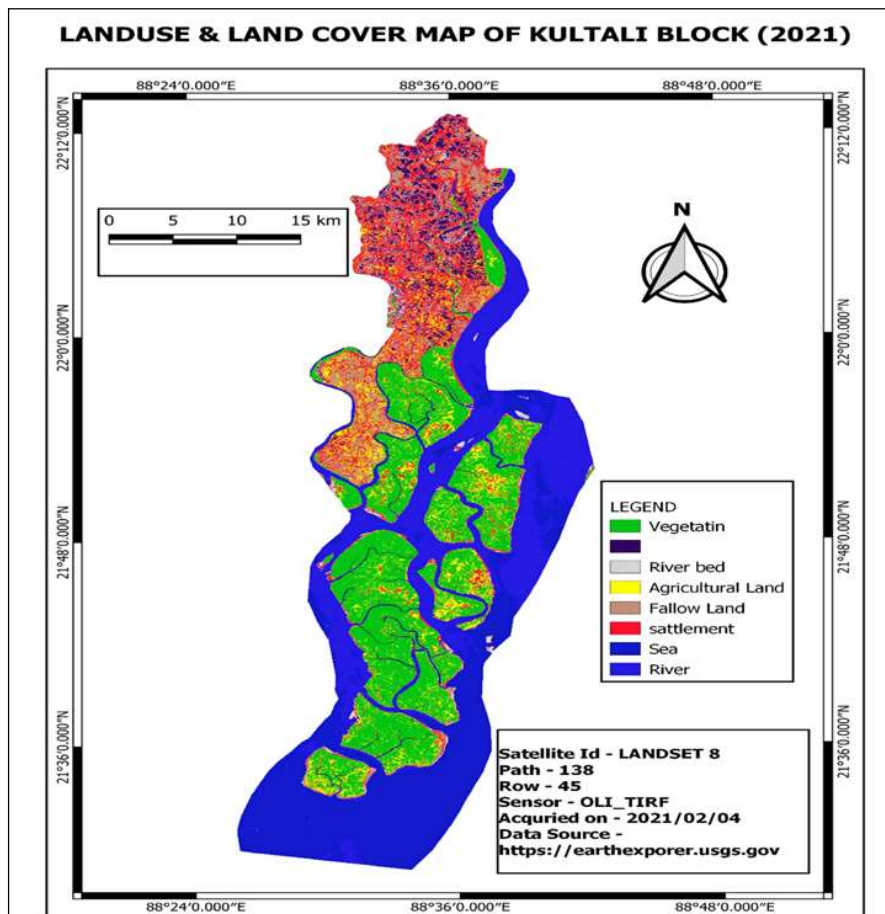 LANDUSE & LAND COVER MAP OF KULTALI BLOCK (2021)
88°24'0.000"E
88°36'0.000"E
88°48'0.000"E
22°12'0.000"N
22°12'0.000"N
0 5 10 15 km
N
22°0'0.000"N
22°0'0.000"N
21°48'0.000"N
21°48'0.000"N
LEGEND
Vegetatin
River bed
Agricultural Land
Fallow Land
sattlement
Sea
River
21°36'0.000"N
21°36'0.000"N
Satellite Id - LANDSET 8
Path - 138
Row - 45
Sensor - OLI_TIRF
Acquried on - 2021/02/04
Data Source -
https://earthexporer.usgs.gov
88°24'0.000"E
88°36'0.000"E
88°48'0.000"E